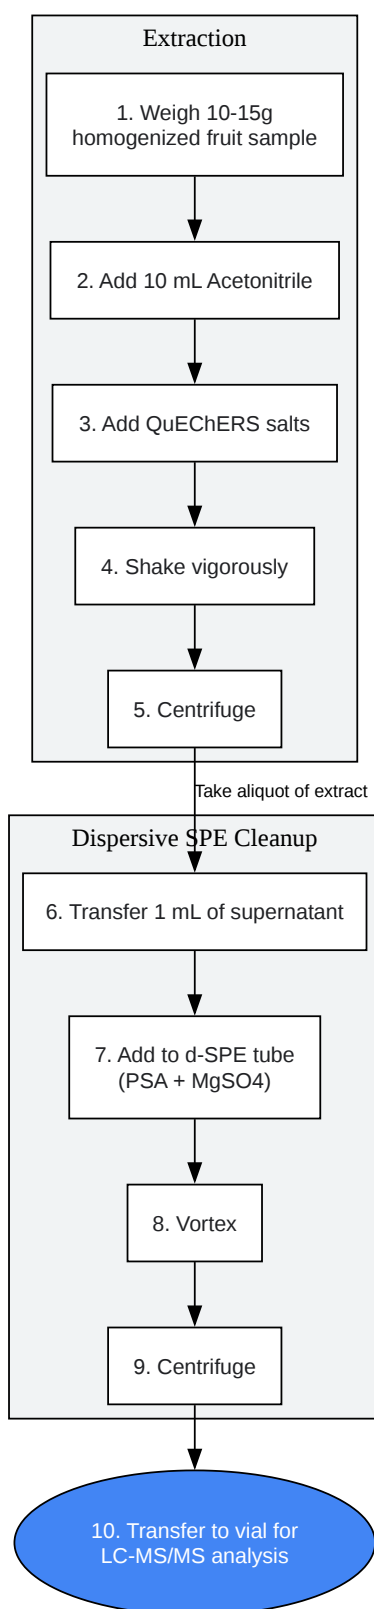 Extraction
1. Weigh 10-15g
homogenized fruit sample
2. Add 10 mL Acetonitrile
3. Add QuEChERS salts
4. Shake vigorously
5. Centrifuge
Take aliquot of extract
Dispersive SPE Cleanup
6. Transfer 1 mL of supernatant
7. Add to d-SPE tube
(PSA + MgSO4)
8. Vortex
9. Centrifuge
10. Transfer to vial for
LC-MS/MS analysis